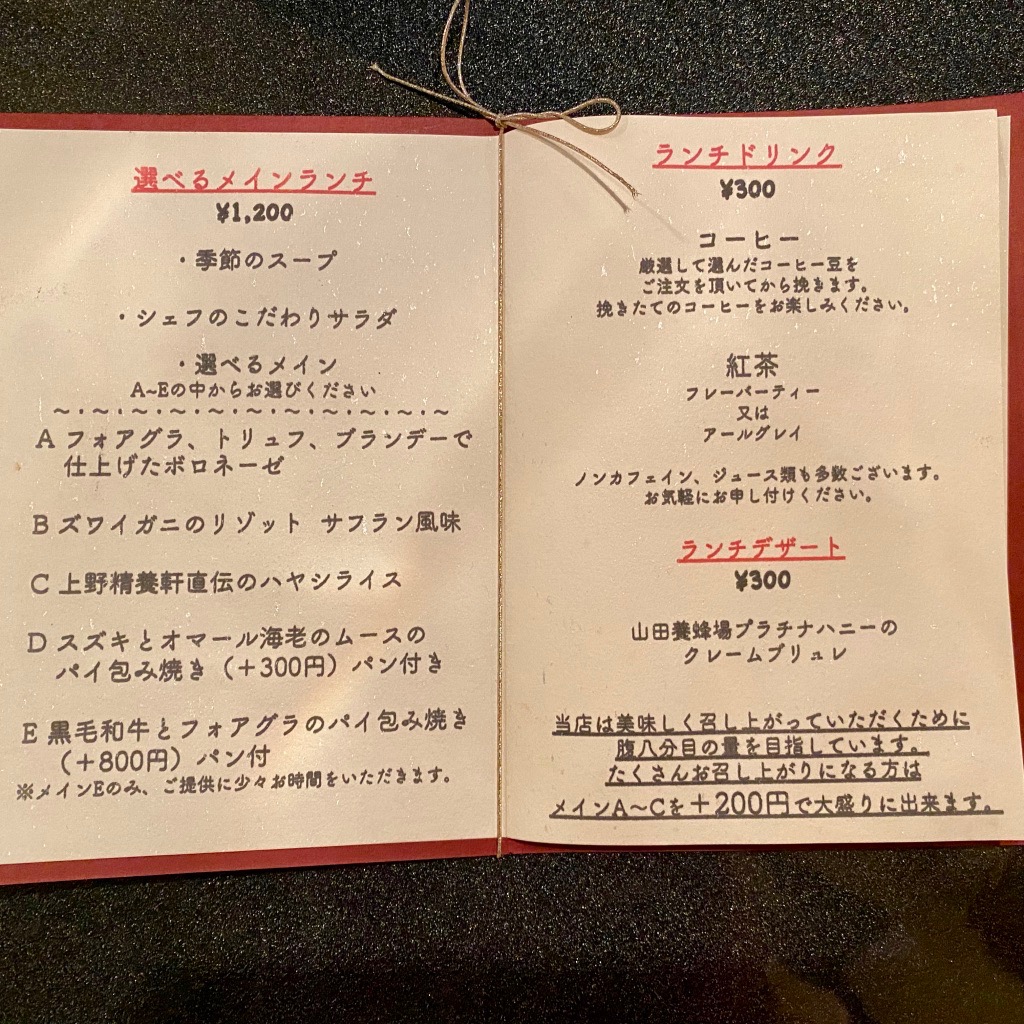 選べるメインランチ
¥1,200
・季節のスープ
・シェフのこだわりサラダ
・選べるメイン
A~Eの中からお選びください
～・～・～・～・～・～・～・～・～・～・～
A フォアグラ、トリュフ、ブランデーで
仕上げたボロネーゼ
B ズワイガニのリゾット サフラン風味
C 上野精養軒直伝のハヤシライス
D スズキとオマール海老のムースの
パイ包み焼き（＋300円）パン付き
E 黒毛和牛とフォアグラのパイ包み焼き
（＋800円）パン付
※メインEのみ、ご提供に少々お時間をいただきます。
ランチドリンク
¥300
コーヒー
厳選して選んだコーヒー豆を
ご注文を頂いてから挽きます。
挽きたてのコーヒーをお楽しみください。
紅茶
フレーバーティー
又は
アールグレイ
ノンカフェイン、ジュース類も多数ございます。
お気軽にお申し付けください。
ランチデザート
¥300
山田養蜂場プラチナハニーの
クレームブリュレ
当店は美味しく召し上がっていただくために
腹八分目の量を目指しています。
たくさんお召し上がりになる方は
メインA～Cを＋200円で大盛りに出来ます。